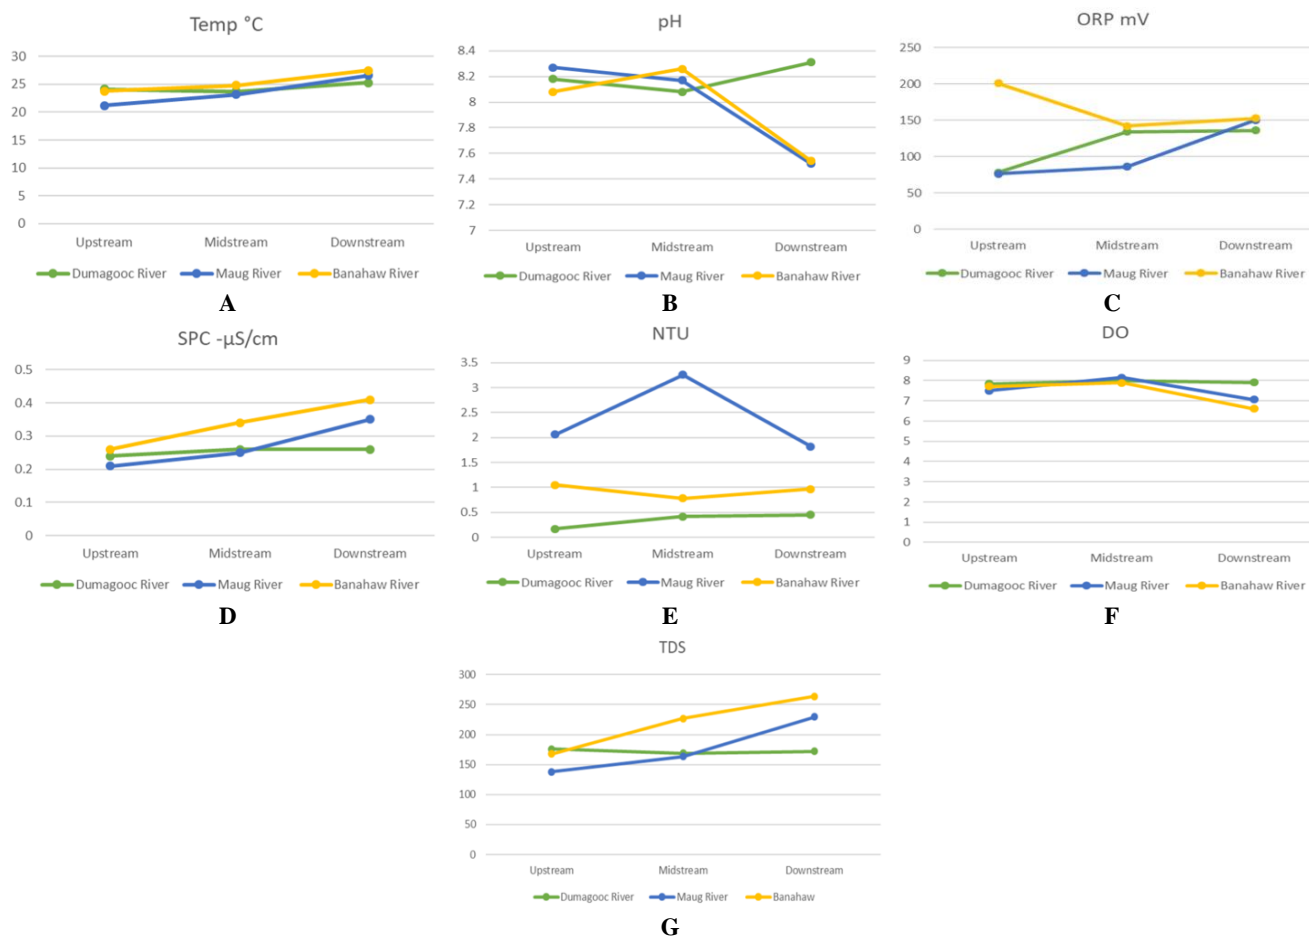 Temp °C
30
25
20
15
10
5
0
Upstream Midstream Downstream
Dumagooc River Maug River Banahaw River
A
pH
8.4
8.2
8
7.8
7.6
7.4
7.2
7
Upstream Midstream Downstream
Dumagooc River Maug River Banahaw River
B
ORP mV
250
200
150
100
50
0
Upstream Midstream Downstream
Dumagooc River Maug River Banahaw River
C
SPC -µS/cm
0.5
0.4
0.3
0.2
0.1
0
Upstream Midstream Downstream
Dumagooc River Maug River Banahaw River
D
NTU
3.5
3
2.5
2
1.5
1
0.5
0
Upstream Midstream Downstream
Dumagooc River Maug River Banahaw River
E
DO
9
8
7
6
5
4
3
2
1
0
Upstream Midstream Downstream
Dumagooc River Maug River Banahaw River
F
TDS
300
250
200
150
100
50
0
Upstream Midstream Downstream
Dumagooc River Maug River Banahaw
G